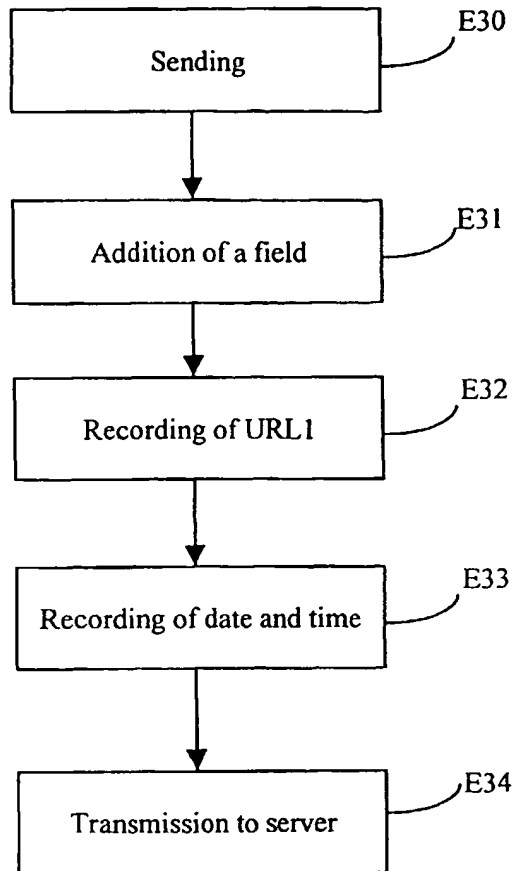 E30
Sending
E31
Addition of a field
E32
Recording of URL1
E33
Recording of date and time
E34
Transmission to server